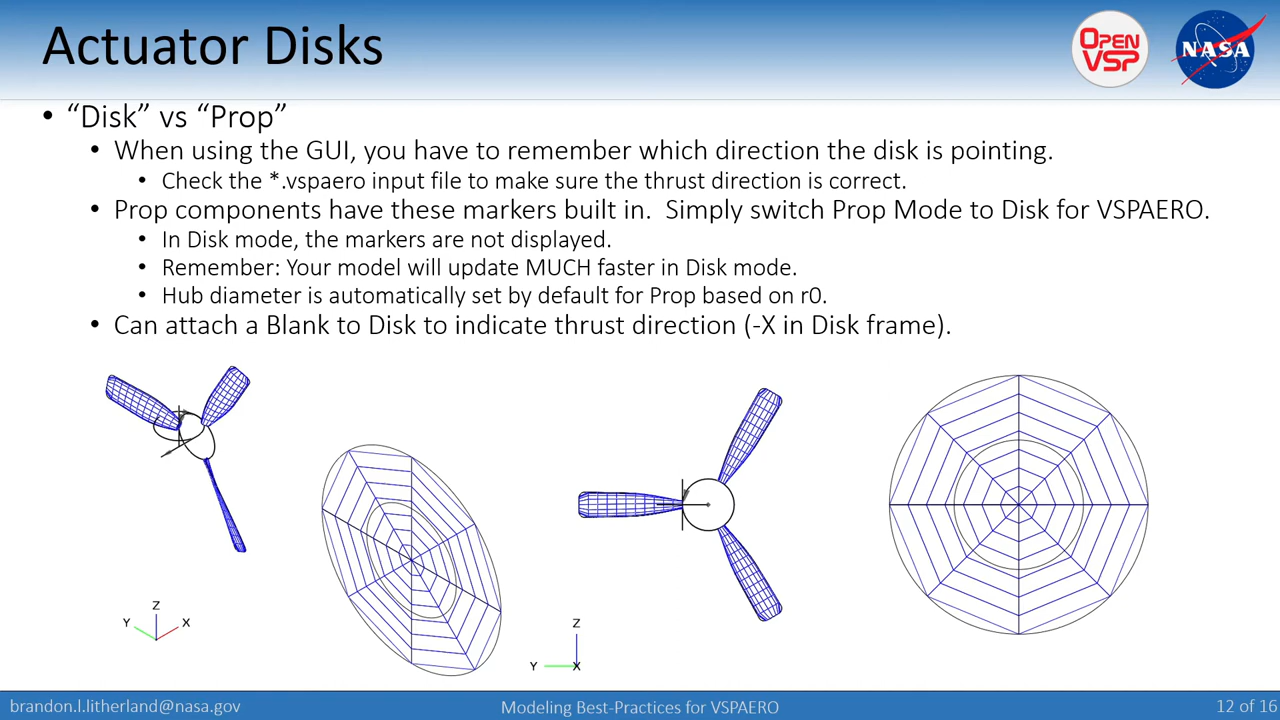 Actuator Disks
OPEN
VSP
NASA
• “Disk” vs “Prop”
• When using the GUI, you have to remember which direction the disk is pointing.
• Check the *.vspaero input file to make sure the thrust direction is correct.
• Prop components have these markers built in.  Simply switch Prop Mode to Disk for VSPAERO.
• In Disk mode, the markers are not displayed.
• Remember: Your model will update MUCH faster in Disk mode.
• Hub diameter is automatically set by default for Prop based on r0.
• Can attach a Blank to Disk to indicate thrust direction (-X in Disk frame).
Z
Y
X
Z
Y
X
brandon.l.litherland@nasa.gov
Modeling Best-Practices for VSPAERO
12 of 16